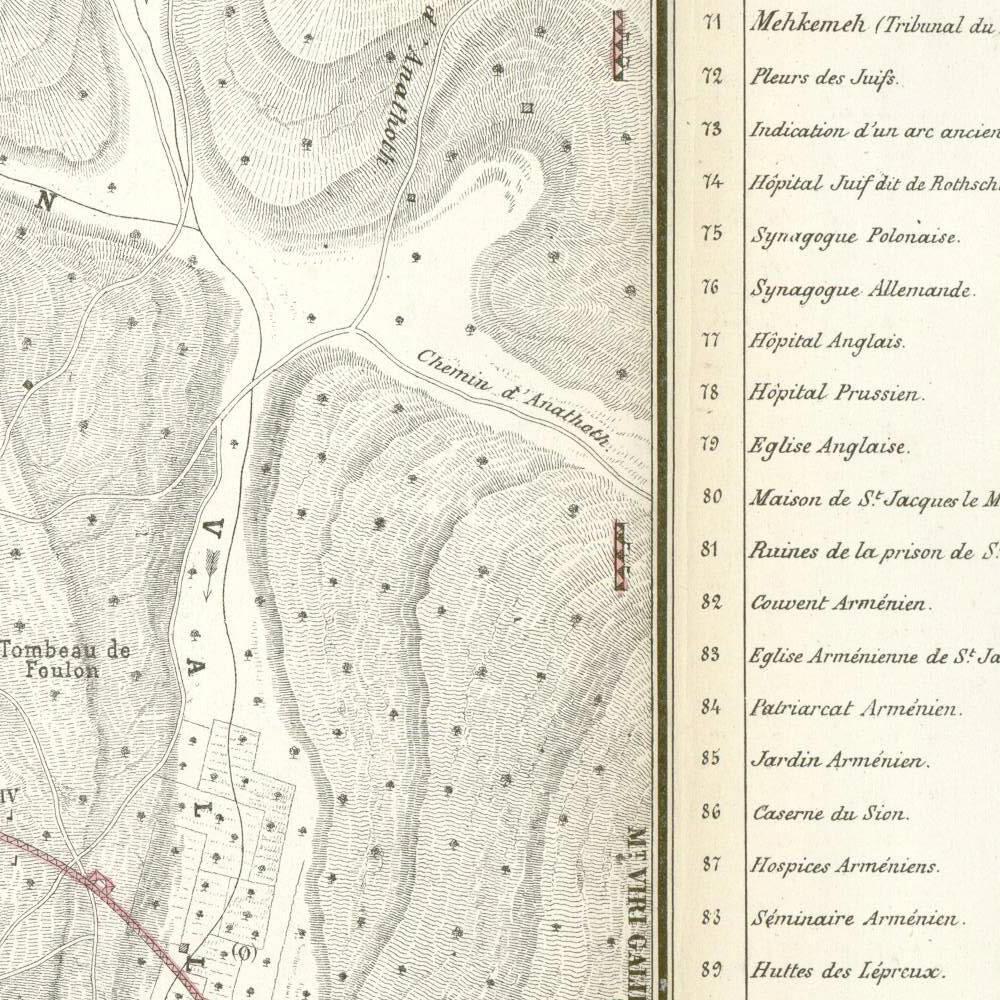 d'Anathoth
N
Chemin d'Anathoth.
V
A
L
L
Tombeau de
Foulon
IV
(O)
Mt. VIRI GALIL
71 Mehkemeh (Tribunal du
72 Pleurs des Juifs.
73 Indication d'un arc ancien
74 Hôpital Juif dit de Rothsch
75 Synagogue Polonaise.
76 Synagogue Allemande.
77 Hôpital Anglais.
78 Hôpital Prussien.
79 Eglise Anglaise.
80 Maison de St. Jacques le M
81 Ruines de la prison de S
82 Couvent Arménien.
83 Eglise Arménienne de St. Ja
84 Patriarcat Arménien.
85 Jardin Arménien.
86 Caserne du Sion.
87 Hospices Arméniens.
88 Séminaire Arménien.
89 Huttes des Lépreux.